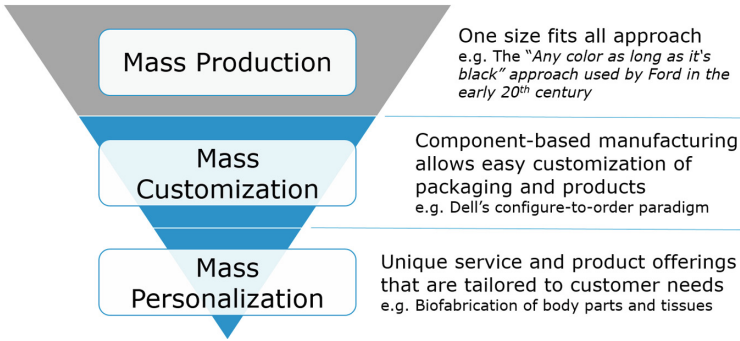 Mass Production
One size fits all approach
e.g. The “Any color as long as it's
black” approach used by Ford in the
early 20th century
Mass
Customization
Component-based manufacturing
allows easy customization of
packaging and products
e.g. Dell’s configure-to-order paradigm
Mass
Personalization
Unique service and product offerings
that are tailored to customer needs
e.g. Biofabrication of body parts and tissues